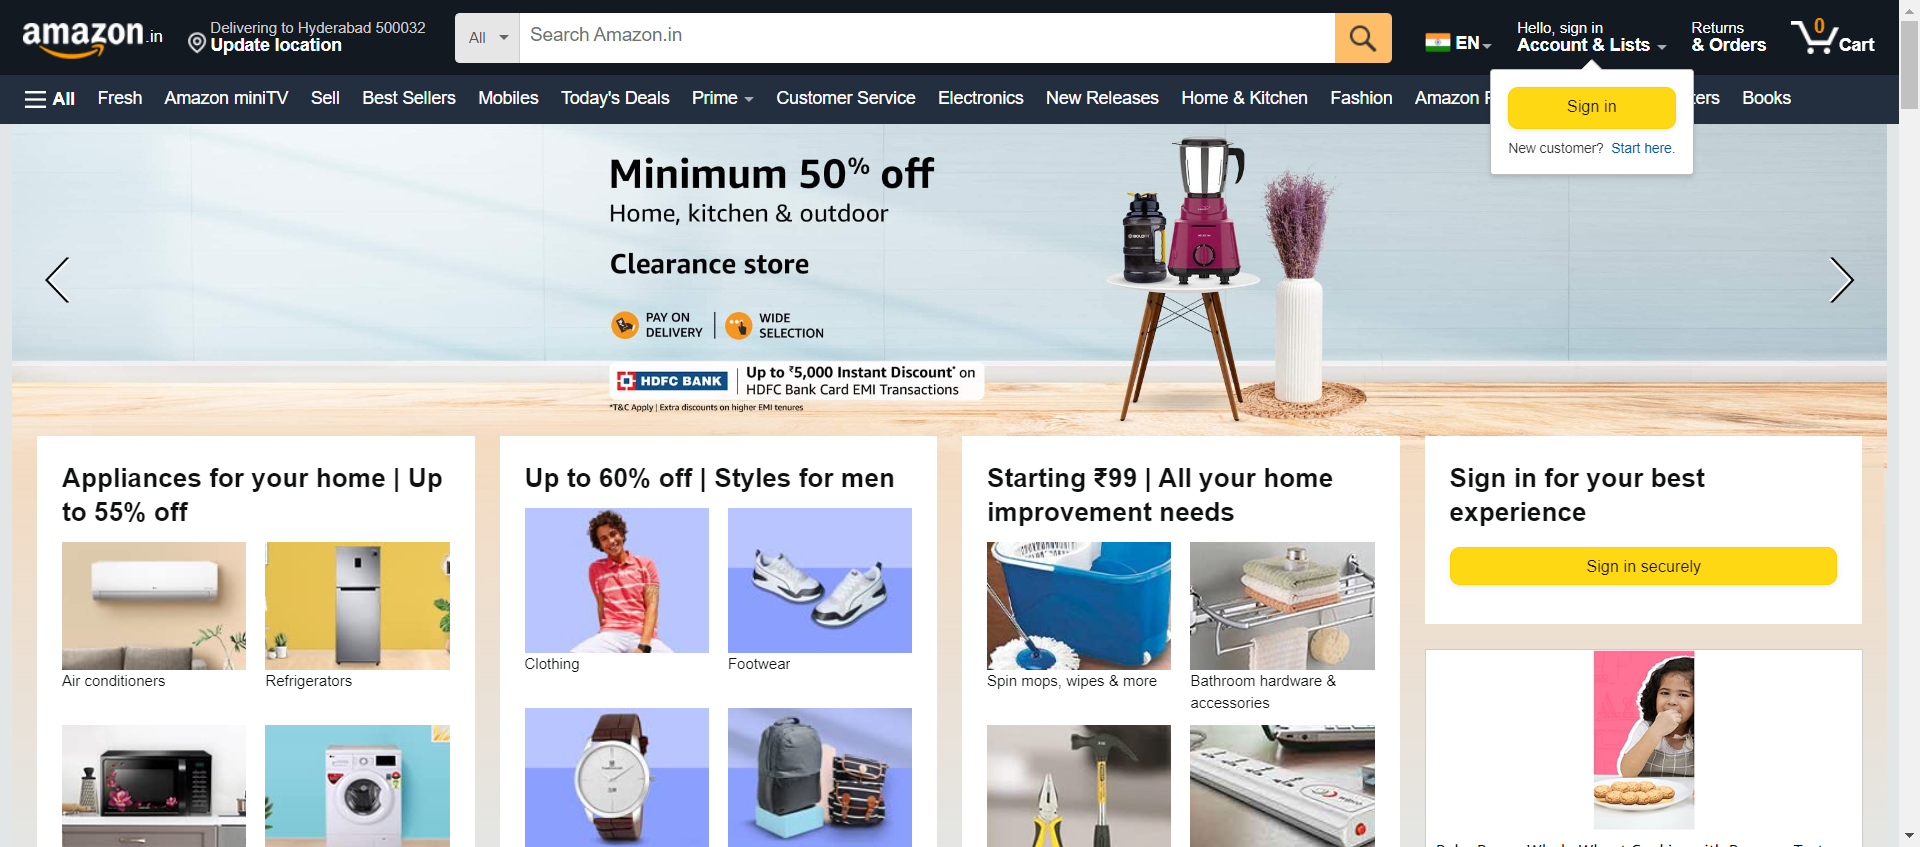 amazon.in
Delivering to Hyderabad 500032
Update location
All
Search Amazon.in
EN
Hello, sign in
Account & Lists
Returns
& Orders
0
Cart
All
Fresh
Amazon miniTV
Sell
Best Sellers
Mobiles
Today's Deals
Prime
Customer Service
Electronics
New Releases
Home & Kitchen
Fashion
Amazon
Books
Sign in
New customer? Start here.
Minimum 50% off
Home, kitchen & outdoor
Clearance store
PAY ON
DELIVERY
WIDE
SELECTION
HDFC BANK
Up to ₹5,000 Instant Discount* on
HDFC Bank Card EMI Transactions
*T&C Apply | Extra discounts on higher EMI tenures
Appliances for your home | Up
to 55% off
Air conditioners
Refrigerators
Up to 60% off | Styles for men
Clothing
Footwear
Starting ₹99 | All your home
improvement needs
Spin mops, wipes & more
Bathroom hardware &
accessories
Sign in for your best
experience
Sign in securely